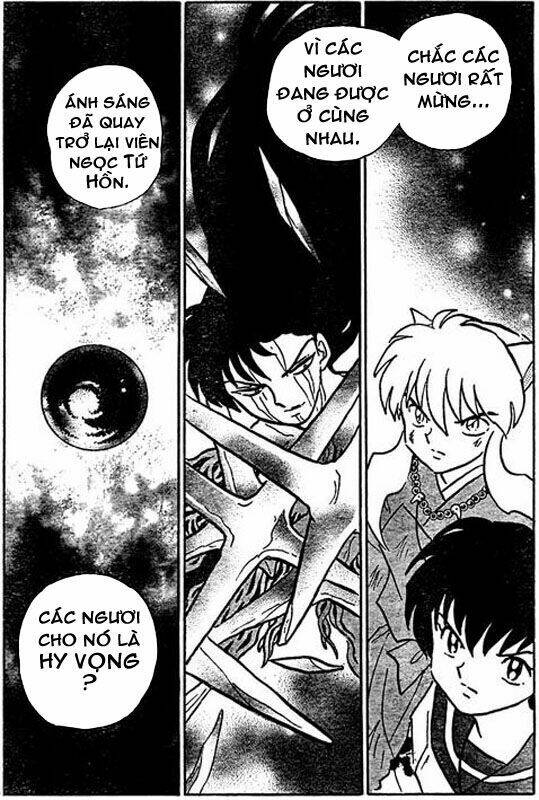 CHẮC CÁC
NGƯƠI RẤT
MỪNG...
VÌ CÁC
NGƯƠI
ĐANG ĐƯỢC
Ở CÙNG
NHAU.
ÁNH SÁNG
ĐÃ QUAY
TRỞ LẠI VIÊN
NGỌC TỨ
HỒN.
CÁC NGƯƠI
CHO NÓ LÀ
HY VỌNG
?